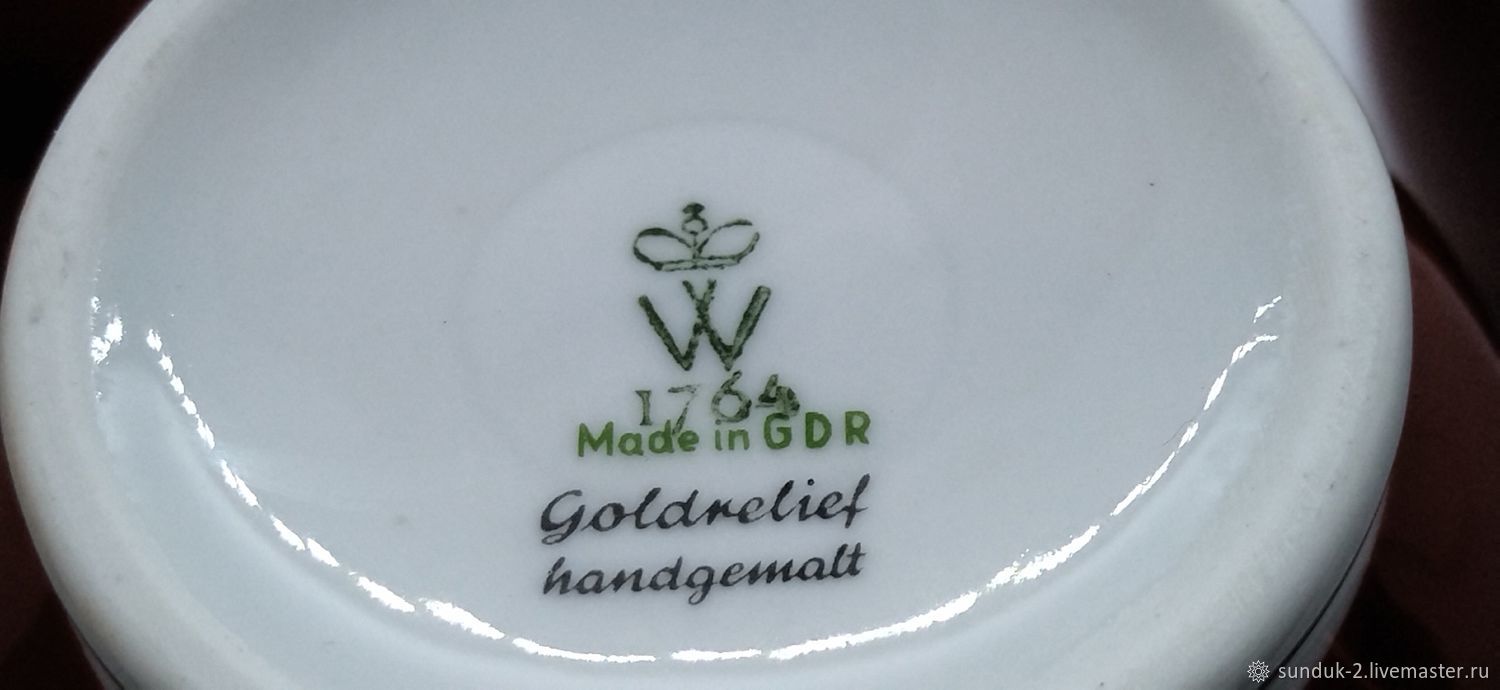 W
1764
Made in GDR
Goldrelief
handgemalt
sunduk-2.livemaster.ru